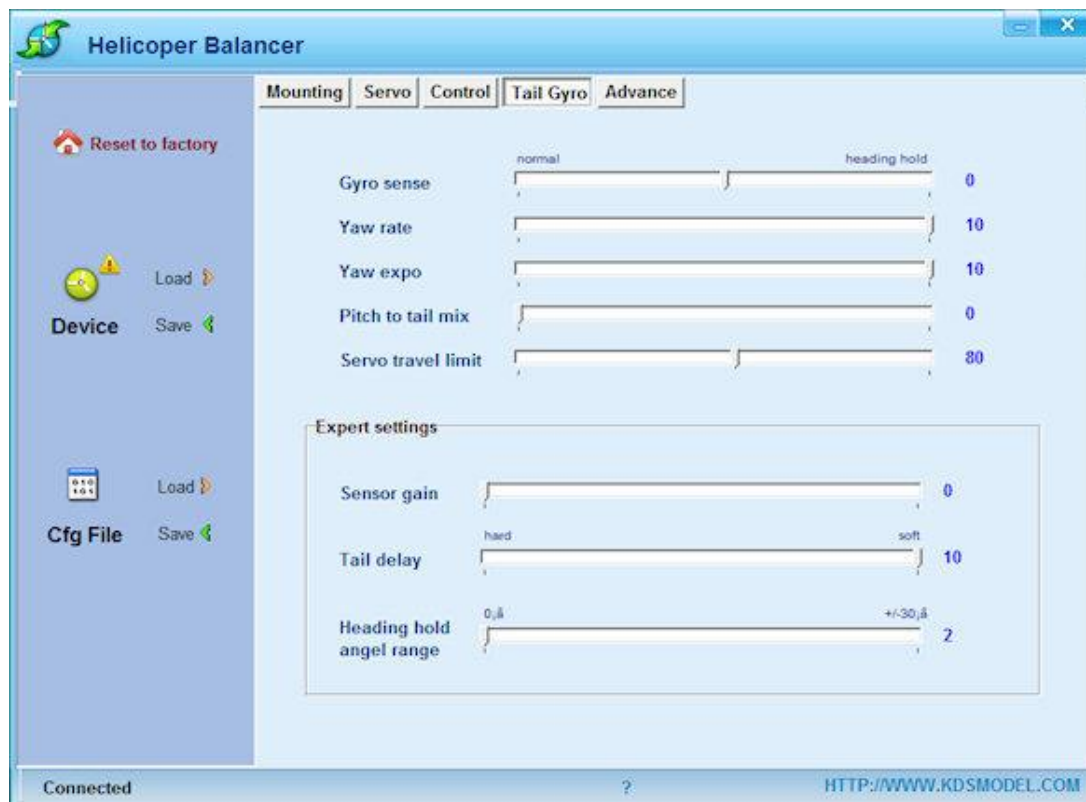 Helicoper Balancer
Mounting Servo Control Tail Gyro Advance
Reset to factory
normal heading hold
Gyro sense 0
Yaw rate 10
Yaw expo 10
Load
Device Save
Pitch to tail mix 0
Servo travel limit 80
Expert settings
Load
Sensor gain 0
Cfg File Save
hard soft
Tail delay 10
0¡ã +/-30¡ã
Heading hold
angel range 2
Connected ? HTTP://WWW.KDSMODEL.COM